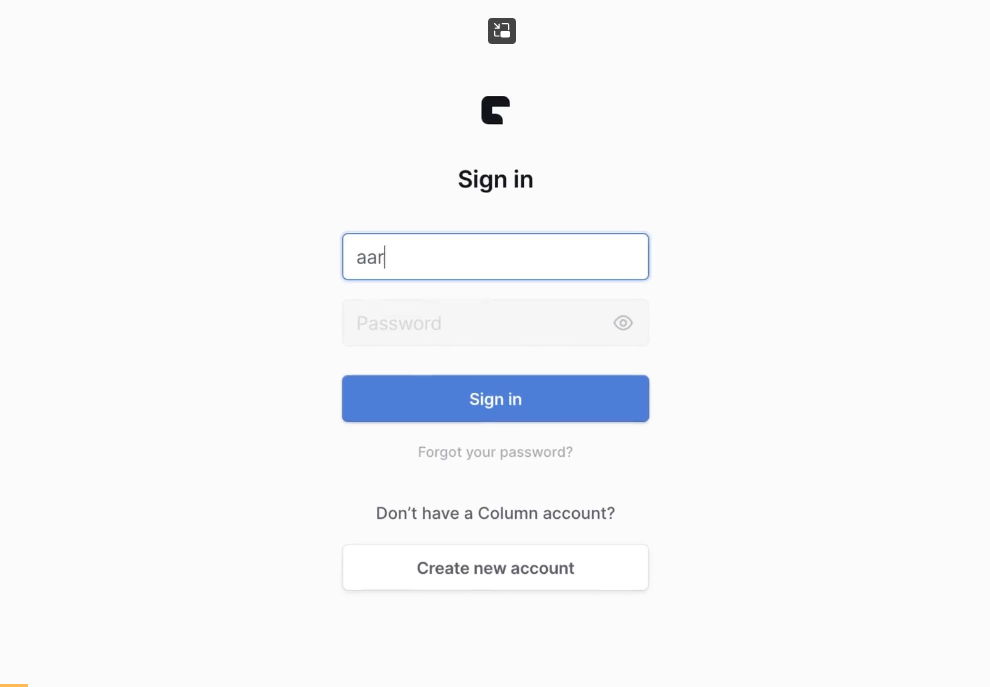 Sign in
aar
Password
Sign in
Forgot your password?
Don’t have a Column account?
Create new account